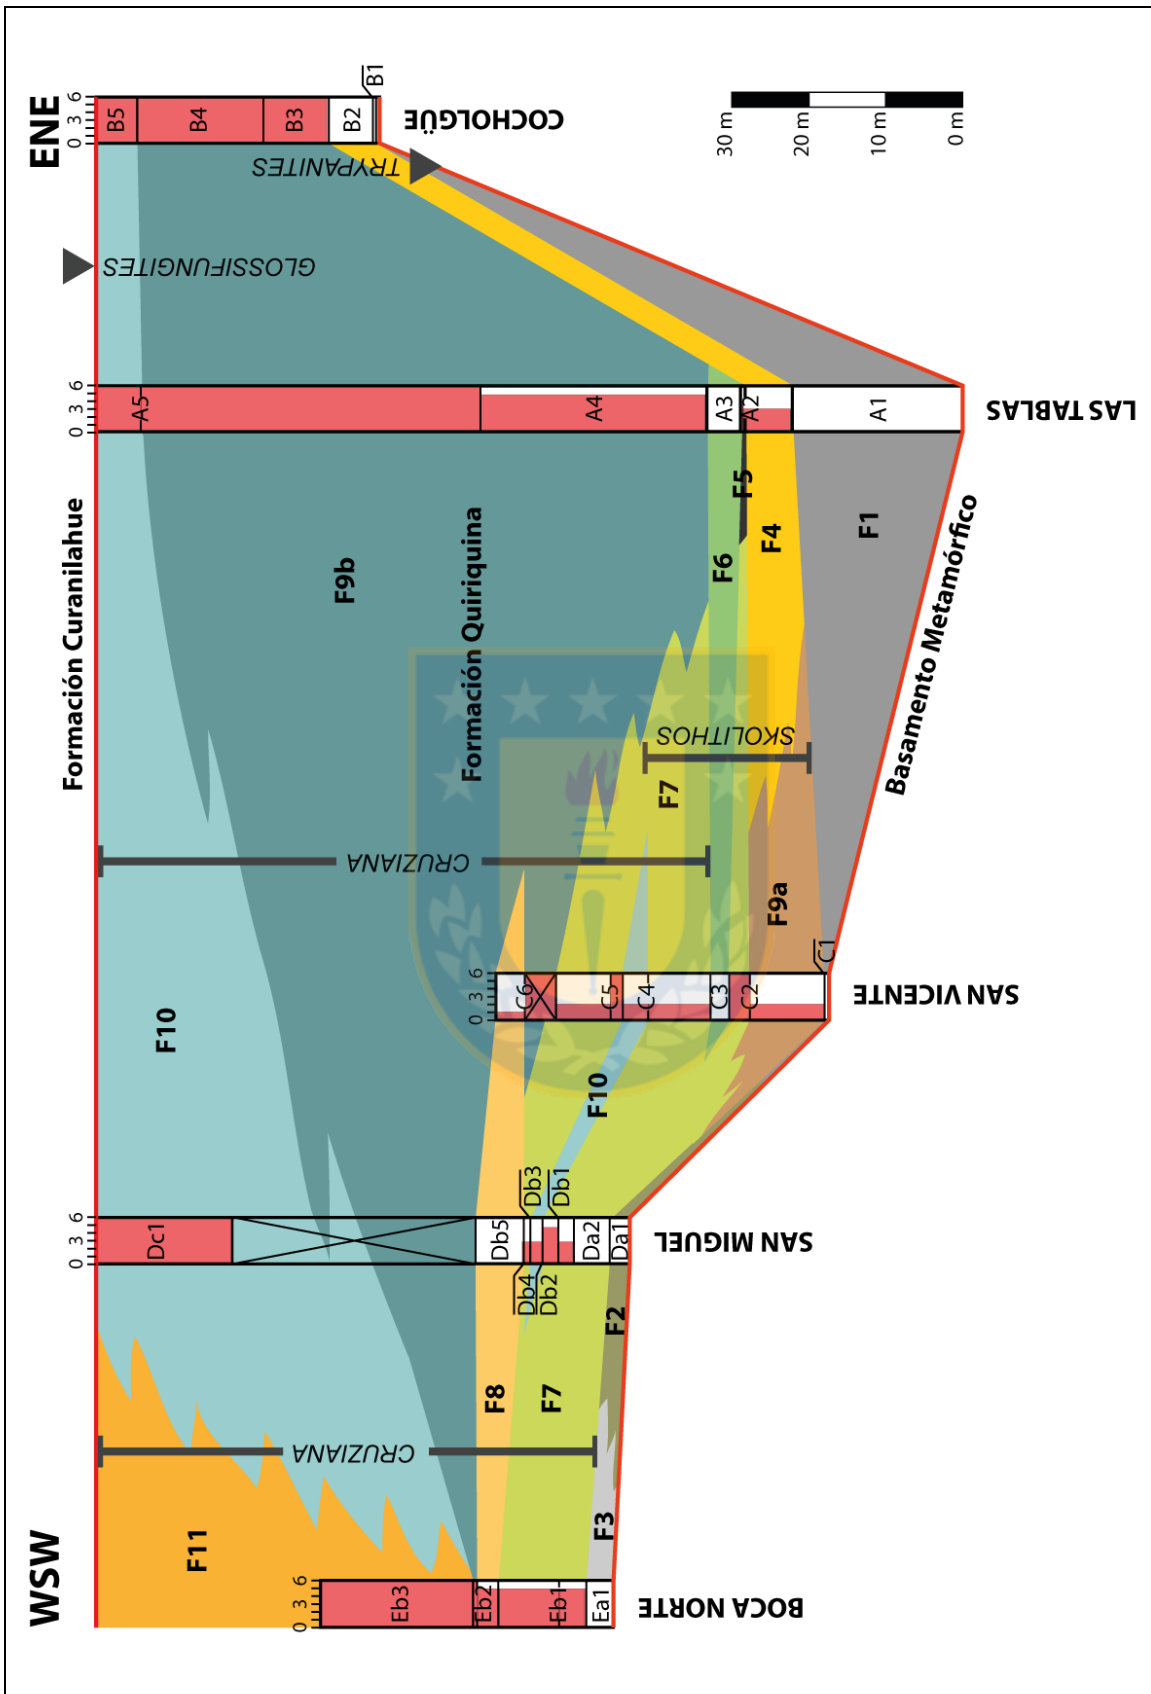 WSW
ENE
Formación Curanilahue
GLOSSIFUNGITES
TRYPANITES
CRUZIANA
CRUZIANA
SKOLITHOS
Formación Quiriquina
Basamento Metamórfico
F11
F10
F9b
F8
F7
F10
F7
F6
F5
F4
F9a
F3
F2
F1
BOCA NORTE
0 3 6
Eb3
Eb2
Eb1
Ea1
SAN MIGUEL
0 3 6
Dc1
Db5
Db4
Db3
Db2
Db1
Da2
Da1
SAN VICENTE
0 3 6
C6
C5
C4
C3
C2
C1
LAS TABLAS
0 3 6
A5
A4
A3
A2
A1
COCHOLGÜE
0 3 6
B5
B4
B3
B2
B1
30 m
20 m
10 m
0 m